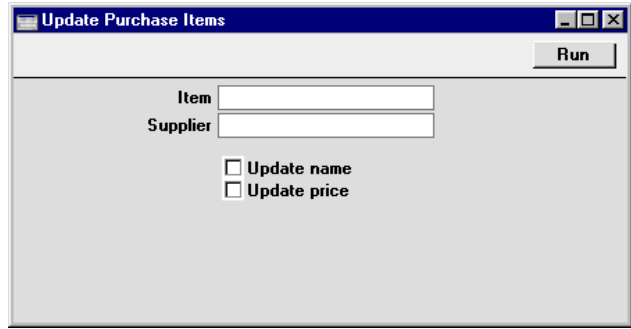 Update Purchase Items
Run
Item
Supplier
Update name
Update price